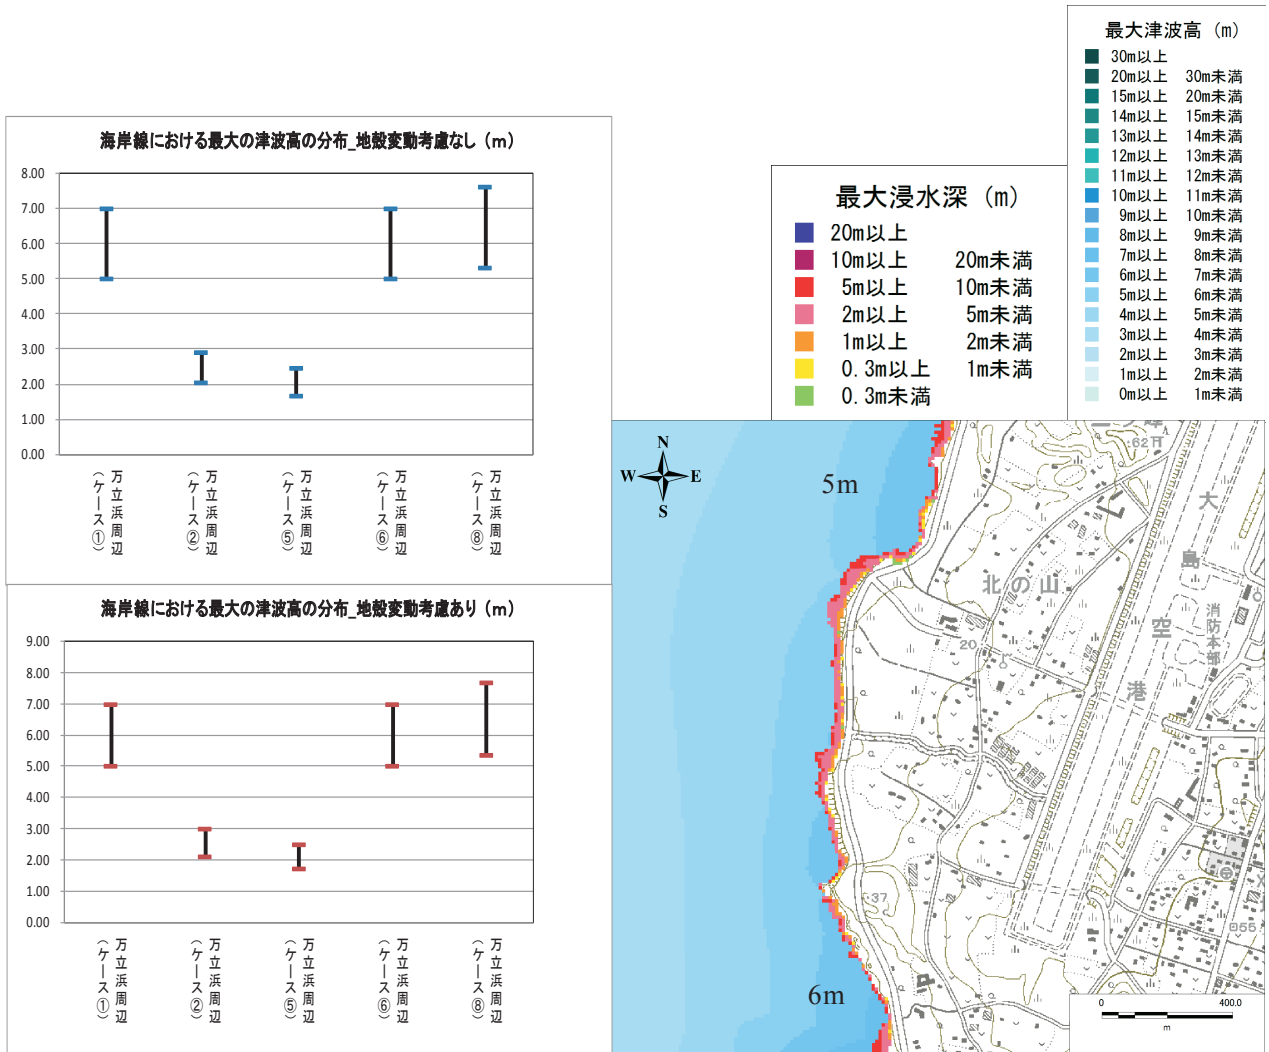 海岸線における最大の津波高の分布_地殻変動考慮なし（m）
8.00
7.00
6.00
5.00
4.00
3.00
2.00
1.00
0.00
万立浜周辺
（ケース①）
万立浜周辺
（ケース②）
万立浜周辺
（ケース⑤）
万立浜周辺
（ケース⑥）
万立浜周辺
（ケース⑧）
海岸線における最大の津波高の分布_地殻変動考慮あり（m）
9.00
8.00
7.00
6.00
5.00
4.00
3.00
2.00
1.00
0.00
万立浜周辺
（ケース①）
万立浜周辺
（ケース②）
万立浜周辺
（ケース⑤）
万立浜周辺
（ケース⑥）
万立浜周辺
（ケース⑧）
最大浸水深（m）
20m以上
10m以上 20m未満
5m以上 10m未満
2m以上 5m未満
1m以上 2m未満
0.3m以上 1m未満
0.3m未満
最大津波高（m）
30m以上
20m以上 30m未満
15m以上 20m未満
14m以上 15m未満
13m以上 14m未満
12m以上 13m未満
11m以上 12m未満
10m以上 11m未満
9m以上 10m未満
8m以上 9m未満
7m以上 8m未満
6m以上 7m未満
5m以上 6m未満
4m以上 5m未満
3m以上 4m未満
2m以上 3m未満
1m以上 2m未満
0m以上 1m未満
N
W E
S
5m
62
大島空港
北の山
消防本部
20
37
55
6m
0 400.0
m